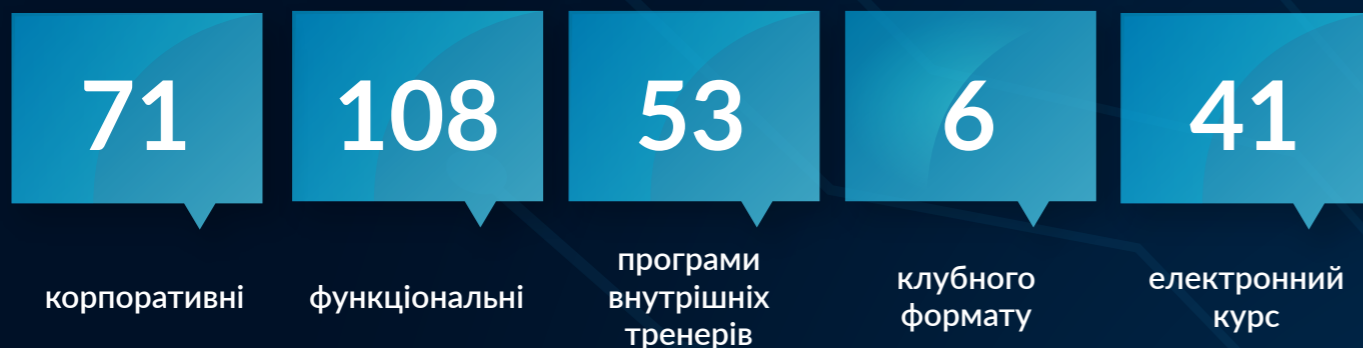 71
корпоративні
108
функціональні
53
програми
внутрішніх
тренерів
6
клубного
формату
41
електронний
курс